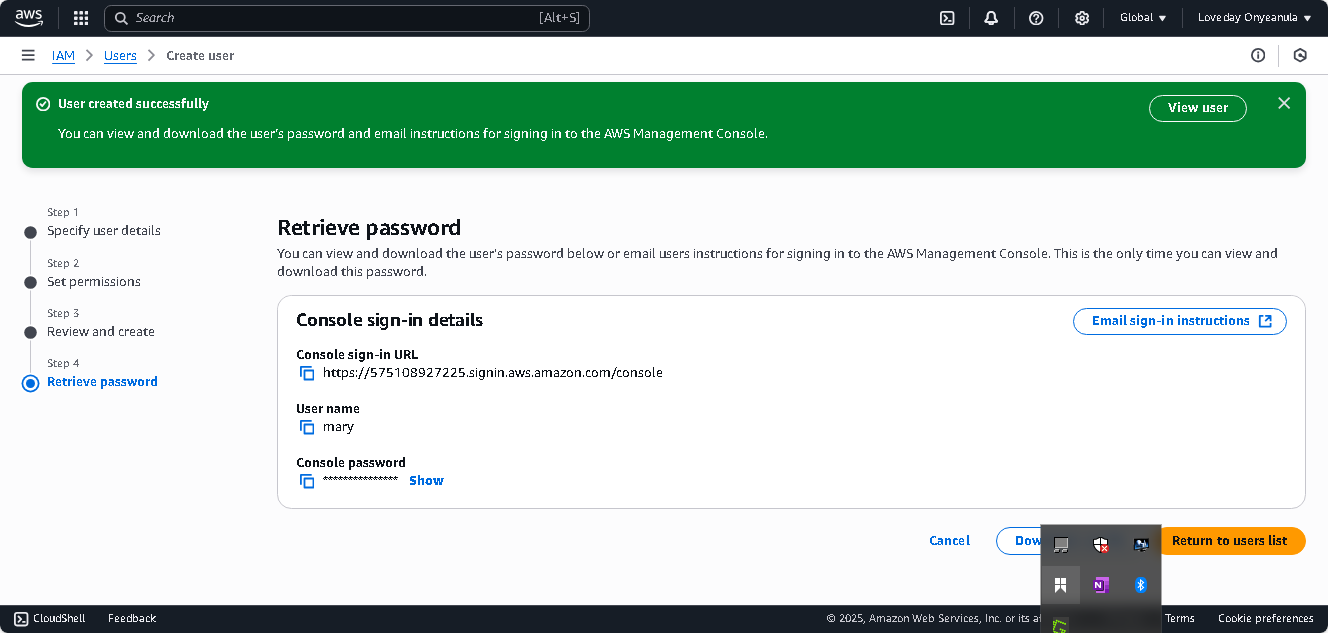 aws
Search
[Alt+S]
Global
Loveday Onyeanula
IAM
Users
Create user
User created successfully
You can view and download the user's password and email instructions for signing in to the AWS Management Console.
View user
Step 1
Specify user details
Step 2
Set permissions
Step 3
Review and create
Step 4
Retrieve password
Retrieve password
You can view and download the user's password below or email users instructions for signing in to the AWS Management Console. This is the only time you can view and
download this password.
Console sign-in details
Email sign-in instructions
Console sign-in URL
https://575108927225.signin.aws.amazon.com/console
User name
mary
Console password
*************** Show
Cancel
Return to users list
CloudShell
Feedback
© 2025, Amazon Web Services, Inc. or its
Terms
Cookie preferences